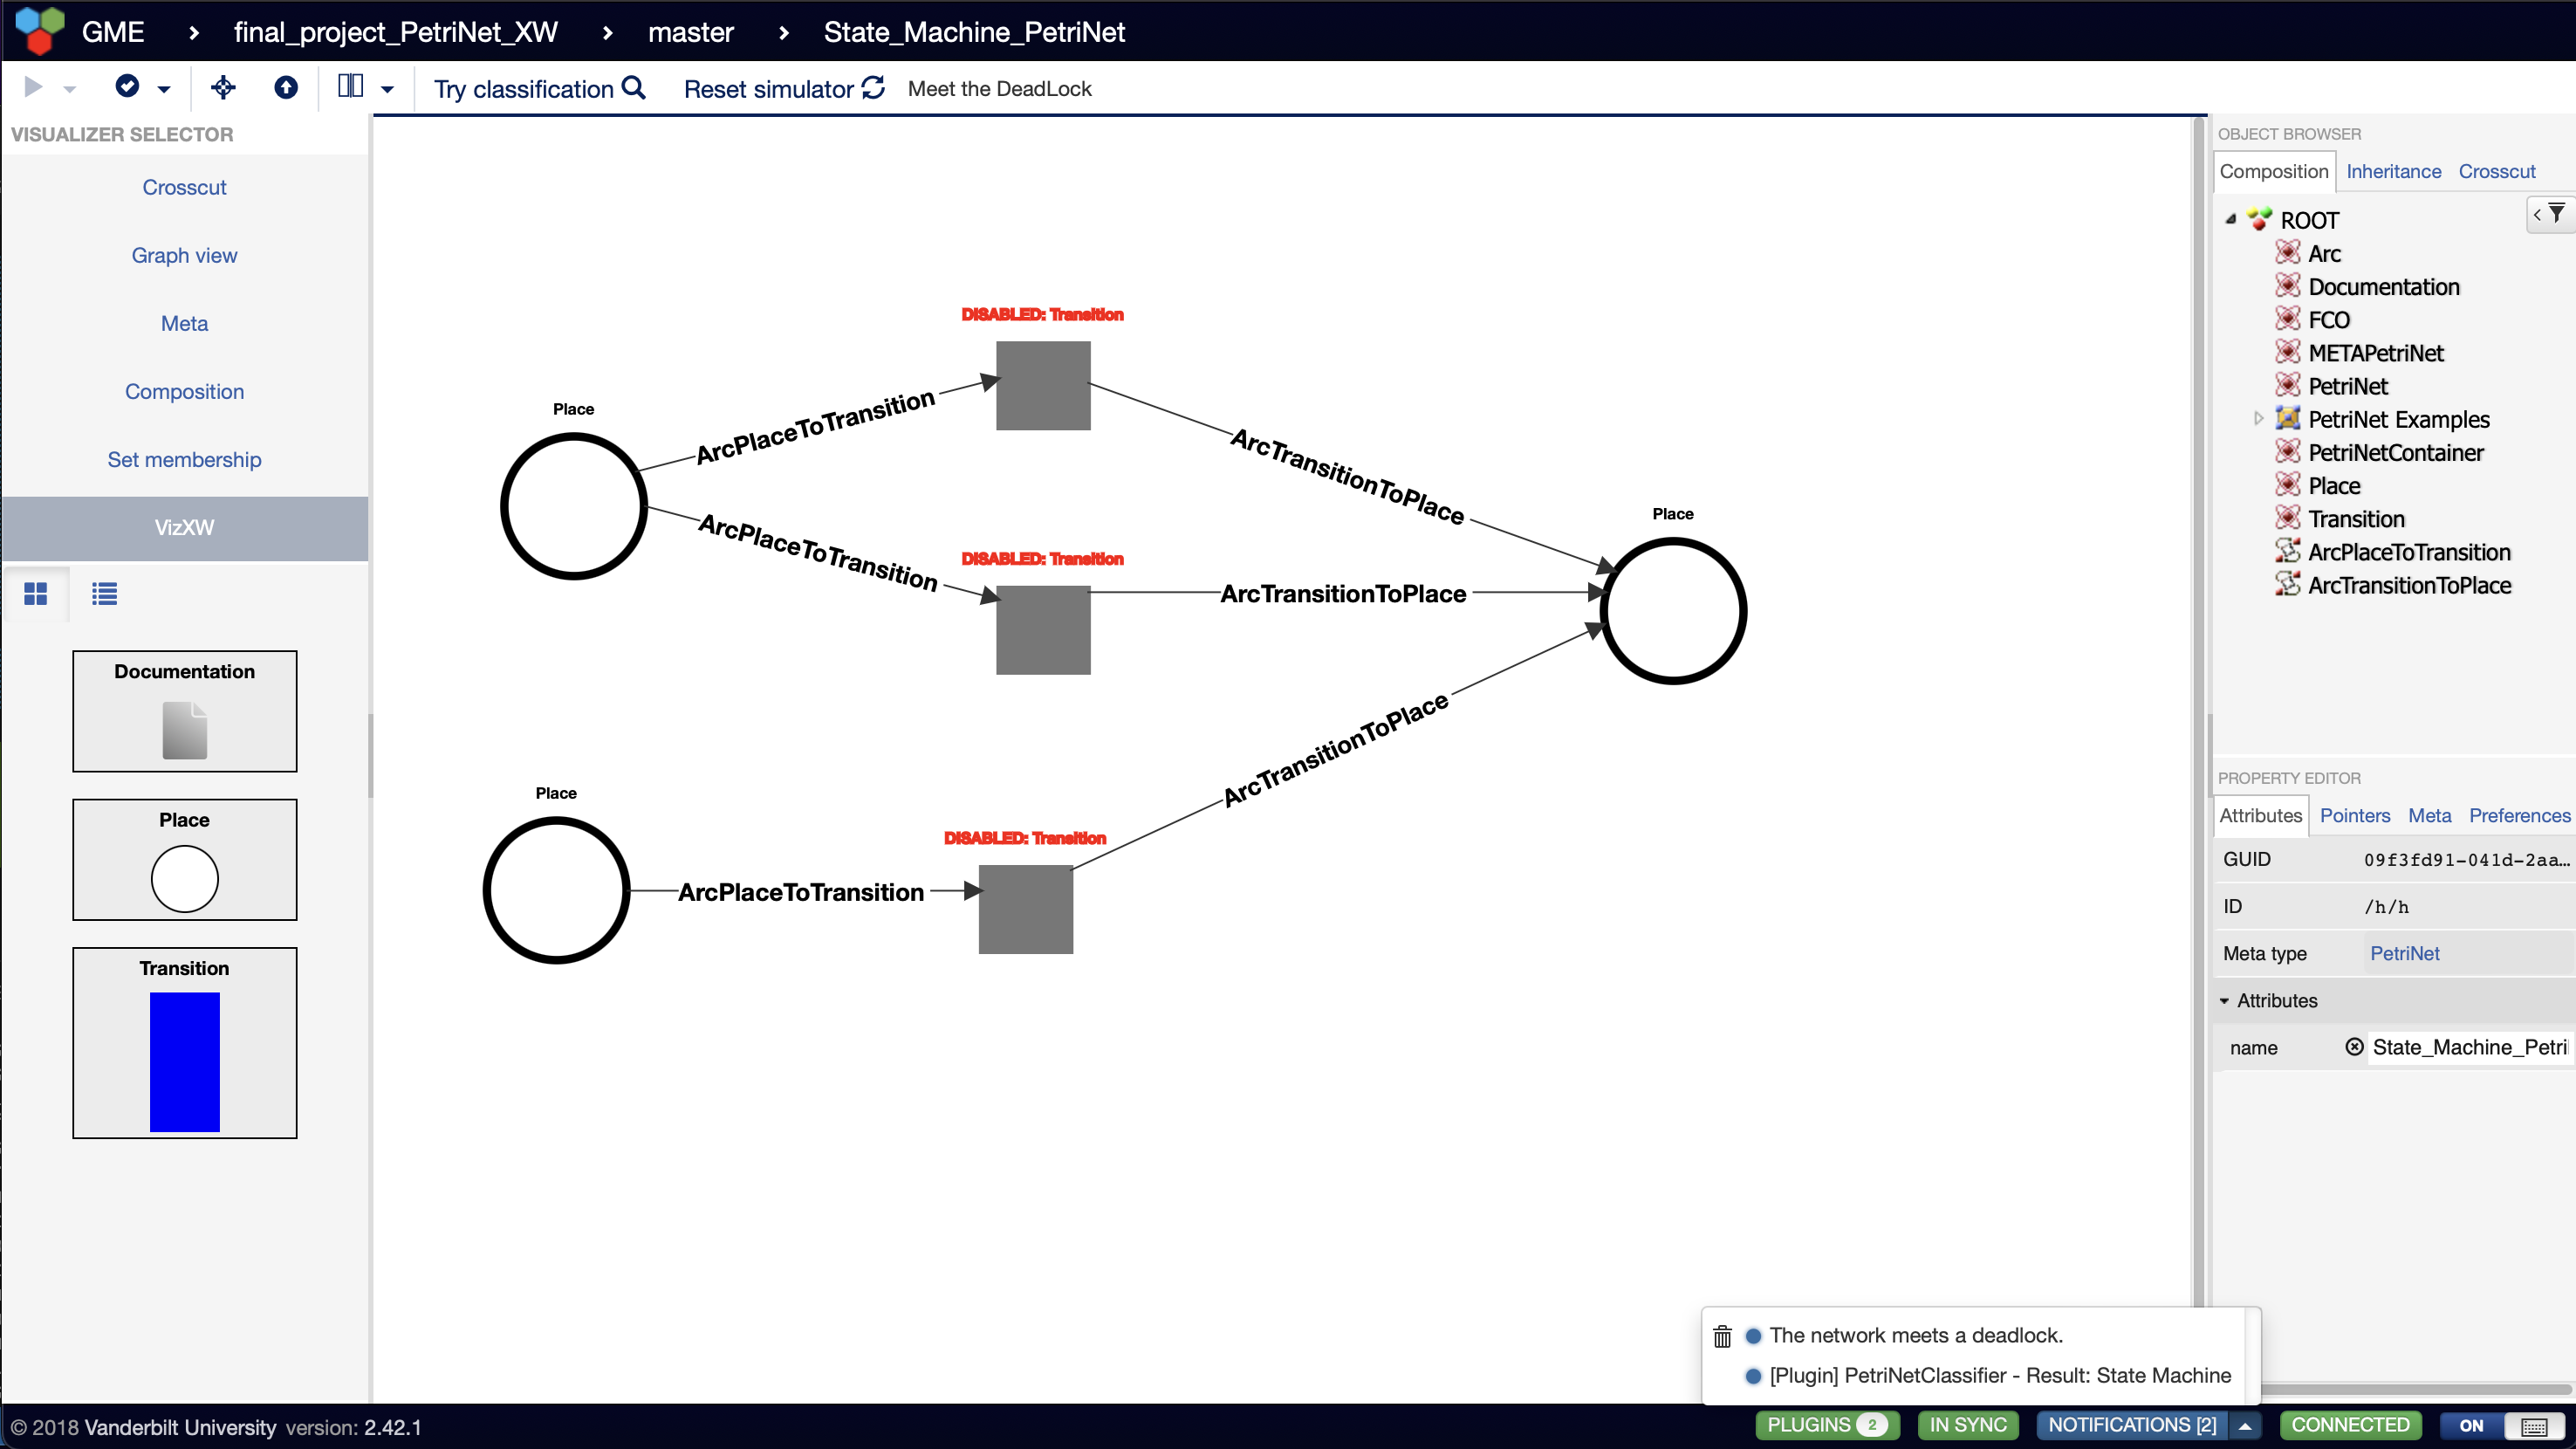 GME › final_project_PetriNet_XW › master › State_Machine_PetriNet
Try classification Reset simulator Meet the DeadLock
VISUALIZER SELECTOR
Crosscut
Graph view
Meta
Composition
Set membership
VizXW
Documentation
Place
Transition
DISABLED: Transition
Place
ArcPlaceToTransition
ArcTransitionToPlace
ArcPlaceToTransition
DISABLED: Transition
ArcTransitionToPlace
Place
ArcTransitionToPlace
Place
DISABLED: Transition
ArcPlaceToTransition
OBJECT BROWSER
Composition Inheritance Crosscut
ROOT
Arc
Documentation
FCO
METAPetriNet
PetriNet
PetriNet Examples
PetriNetContainer
Place
Transition
ArcPlaceToTransition
ArcTransitionToPlace
PROPERTY EDITOR
Attributes Pointers Meta Preferences
GUID 09f3fd91-041d-2aa…
ID /h/h
Meta type PetriNet
Attributes
name State_Machine_Petri
The network meets a deadlock.
[Plugin] PetriNetClassifier - Result: State Machine
© 2018 Vanderbilt University version: 2.42.1
PLUGINS 2 IN SYNC NOTIFICATIONS [2] CONNECTED ON